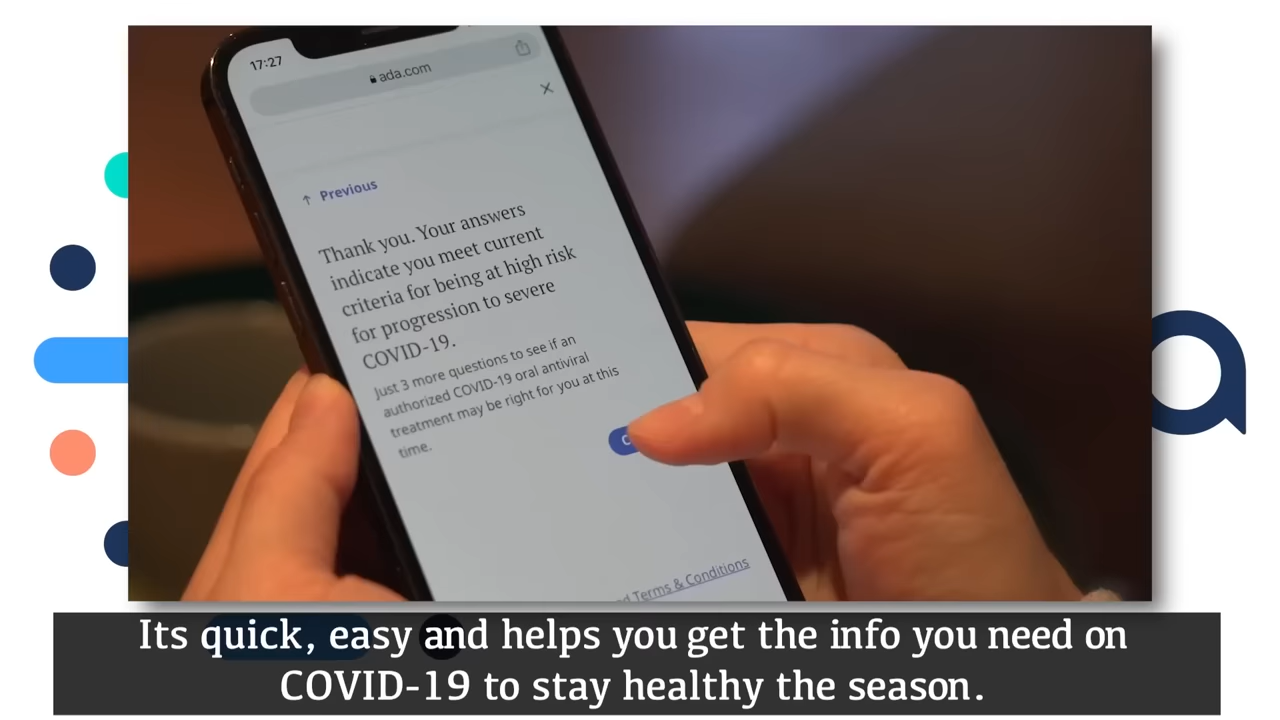 17:27
ada.com
Previous
Thank you. Your answers
indicate you meet current
criteria for being at high risk
for progression to severe
COVID-19.
Just 3 more questions to see if an
authorized COVID-19 oral antiviral
treatment may be right for you at this
time.
Terms & Conditions
Its quick, easy and helps you get the info you need on
COVID-19 to stay healthy the season.